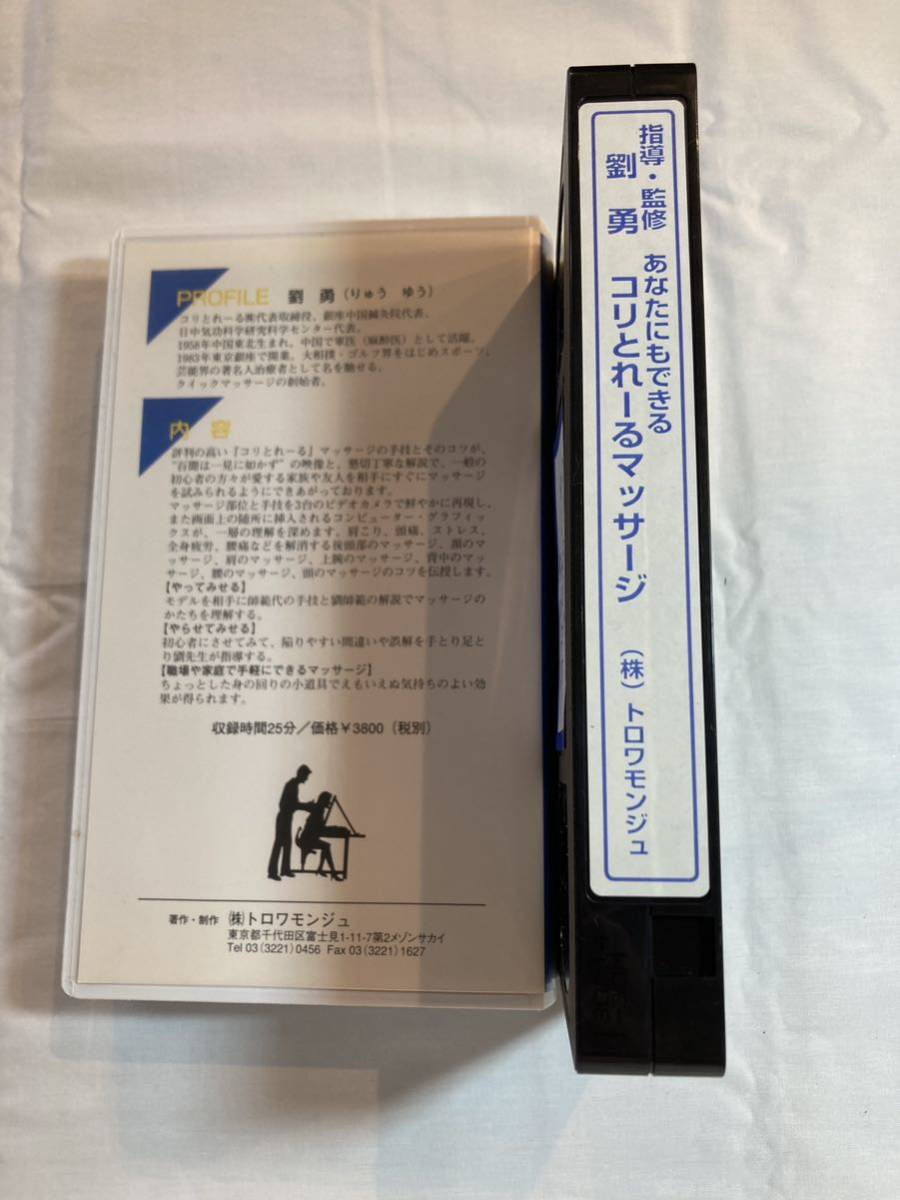 PROFILE 劉 勇(りゅう ゆう)
コリとれーる㈱代表取締役、銀座中国鍼灸院代表、
日中気功科学研究科学センター代表。
1958年中国東北生まれ、中国で軍医(麻酔医)として活躍。
1983年東京銀座で開業。大相撲・ゴルフ界をはじめスポーツ、
芸能界の著名人治療者として名を馳せる。
クイックマッサージの創始者。
内 容
評判の高い『コリとれーる』マッサージの手技とそのコツが、
"百聞は一見に如かず"の映像と、懇切丁寧な解説で、一般の
初心者の方々が愛する家族や友人を相手にすぐにマッサージ
を試みられるようにできあがっております。
マッサージ部位と手技を3台のビデオカメラで鮮やかに再現し、
また画面上の随所に挿入されるコンピューター・グラフィッ
クスが、一層の理解を深めます。肩こり、頭痛、ストレス、
全身疲労、腰痛などを解消する後頭部のマッサージ、顔のマ
ッサージ、肩のマッサージ、上腕のマッサージ、背中のマッ
サージ、腰のマッサージ、頭のマッサージのコツを伝授します。
【やってみせる】
モデルを相手に師範代の手技と劉師範の解説でマッサージの
かたちを理解する。
【やらせてみせる】
初心者にさせてみて、陥りやすい間違いや誤解を手とり足と
り劉先生が指導する。
【職場や家庭で手軽にできるマッサージ】
ちょっとした身の回りの小道具でえもいえぬ気持ちのよい効
果が得られます。
収録時間25分/価格￥3800(税別)
著作・制作 ㈱トロワモンジュ
東京都千代田区富士見1-11-7第2メゾンサカイ
Tel 03(3221)0456 Fax 03(3221)1627
指導・監修 あなたにもできる
劉 勇 コリとれーるマッサージ (株)トロワモンジュ